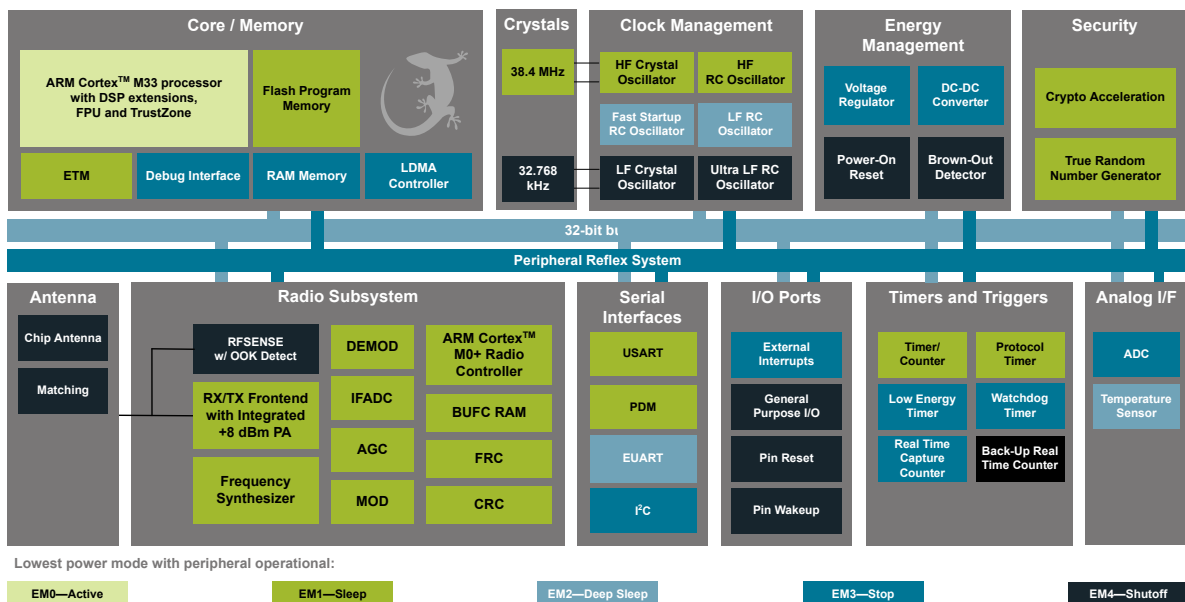 Core / Memory
ARM Cortex™ M33 processor
with DSP extensions,
FPU and TrustZone
Flash Program
Memory
ETM
Debug Interface
RAM Memory
LDMA
Controller
Crystals
38.4 MHz
32.768
kHz
Clock Management
HF Crystal
Oscillator
HF
RC Oscillator
Fast Startup
RC Oscillator
LF RC
Oscillator
LF Crystal
Oscillator
Ultra LF RC
Oscillator
Energy
Management
Voltage
Regulator
DC-DC
Converter
Power-On
Reset
Brown-Out
Detector
Security
Crypto Acceleration
True Random
Number Generator
32-bit bu
Peripheral Reflex System
Antenna
Chip Antenna
Matching
Radio Subsystem
RFSENSE
w/ OOK Detect
RX/TX Frontend
with Integrated
+8 dBm PA
Frequency
Synthesizer
DEMOD
IFADC
AGC
MOD
ARM Cortex™
M0+ Radio
Controller
BUFC RAM
FRC
CRC
Serial
Interfaces
USART
PDM
EUART
I²C
I/O Ports
External
Interrupts
General
Purpose I/O
Pin Reset
Pin Wakeup
Timers and Triggers
Timer/
Counter
Protocol
Timer
Low Energy
Timer
Watchdog
Timer
Real Time
Capture
Counter
Back-Up Real
Time Counter
Analog I/F
ADC
Temperature
Sensor
Lowest power mode with peripheral operational:
EM0—Active
EM1—Sleep
EM2—Deep Sleep
EM3—Stop
EM4—Shutoff